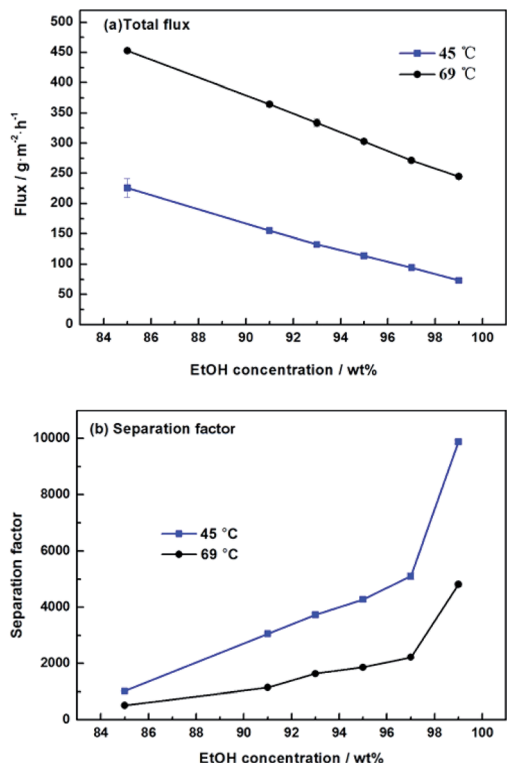 (a)Total flux
500
450
400
350
300
250
200
150
100
50
0
Flux / g·m⁻²·h⁻¹
45 ℃
69 ℃
84 86 88 90 92 94 96 98 100
EtOH concentration / wt%
(b) Separation factor
10000
8000
6000
4000
2000
0
Separation factor
45 °C
69 °C
84 86 88 90 92 94 96 98 100
EtOH concentration / wt%